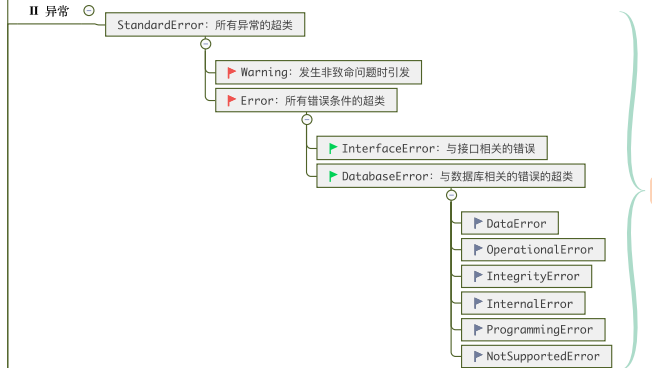 II 异常
StandardError: 所有异常的超类
Warning: 发生非致命问题时引发
Error: 所有错误条件的超类
InterfaceError: 与接口相关的错误
DatabaseError: 与数据库相关的错误的超类
DataError
OperationalError
IntegrityError
InternalError
ProgrammingError
NotSupportedError